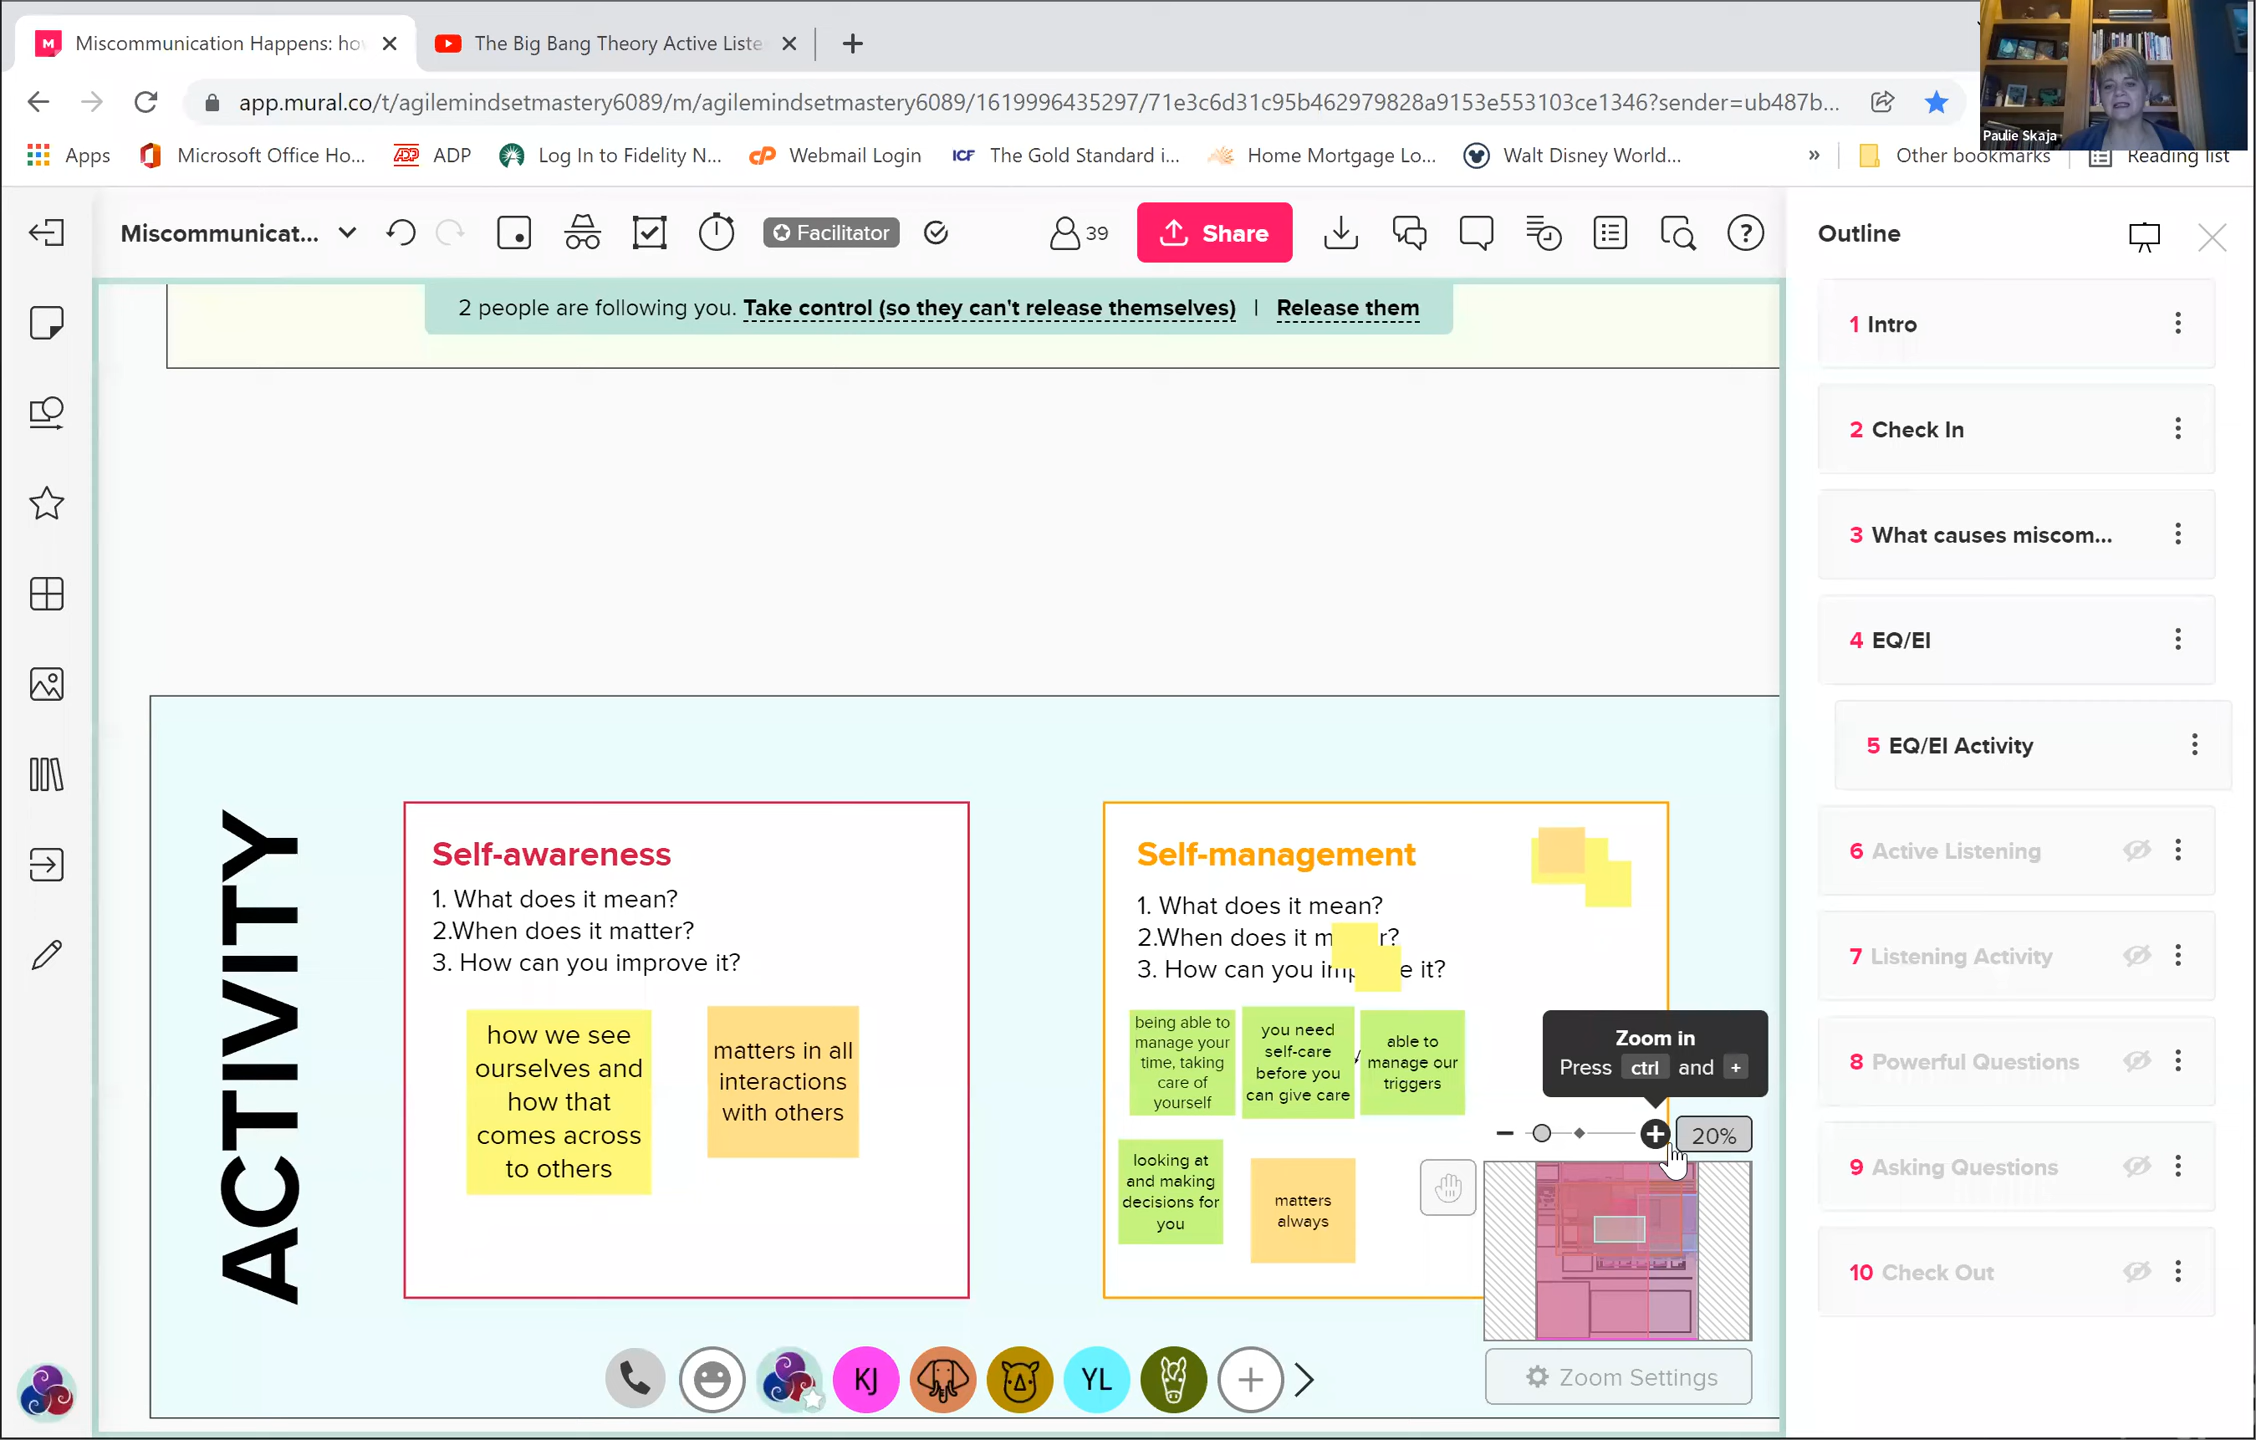 Miscommunication Happens: ho
The Big Bang Theory Active Liste
app.mural.co/t/agilemindsetmastery6089/m/agilemindsetmastery6089/1619996435297/71e3c6d31c95b462979828a9153e553103ce1346?sender=ub487b...
Paulie Skaja
Apps
Microsoft Office Ho...
ADP
ADP
Log In to Fidelity N...
cP
Webmail Login
ICF
The Gold Standard i...
Home Mortgage Lo...
Walt Disney World...
»
Other bookmarks
Reading list
Miscommunicat...
Facilitator
39
Share
?
Outline
2 people are following you. Take control (so they can't release themselves) | Release them
1 Intro
2 Check In
3 What causes miscom...
4 EQ/EI
5 EQ/EI Activity
6 Active Listening
7 Listening Activity
8 Powerful Questions
9 Asking Questions
10 Check Out
ACTIVITY
Self-awareness
1. What does it mean?
2.When does it matter?
3. How can you improve it?
how we see
ourselves and
how that
comes across
to others
matters in all
interactions
with others
Self-management
1. What does it mean?
2.When does it m r?
3. How can you imp e it?
being able to
manage your
time, taking
care of
yourself
you need
self-care
before you
can give care
able to
manage our
triggers
looking at
and making
decisions for
you
matters
always
Zoom in
Press ctrl and +
20%
Zoom Settings
KJ
YL